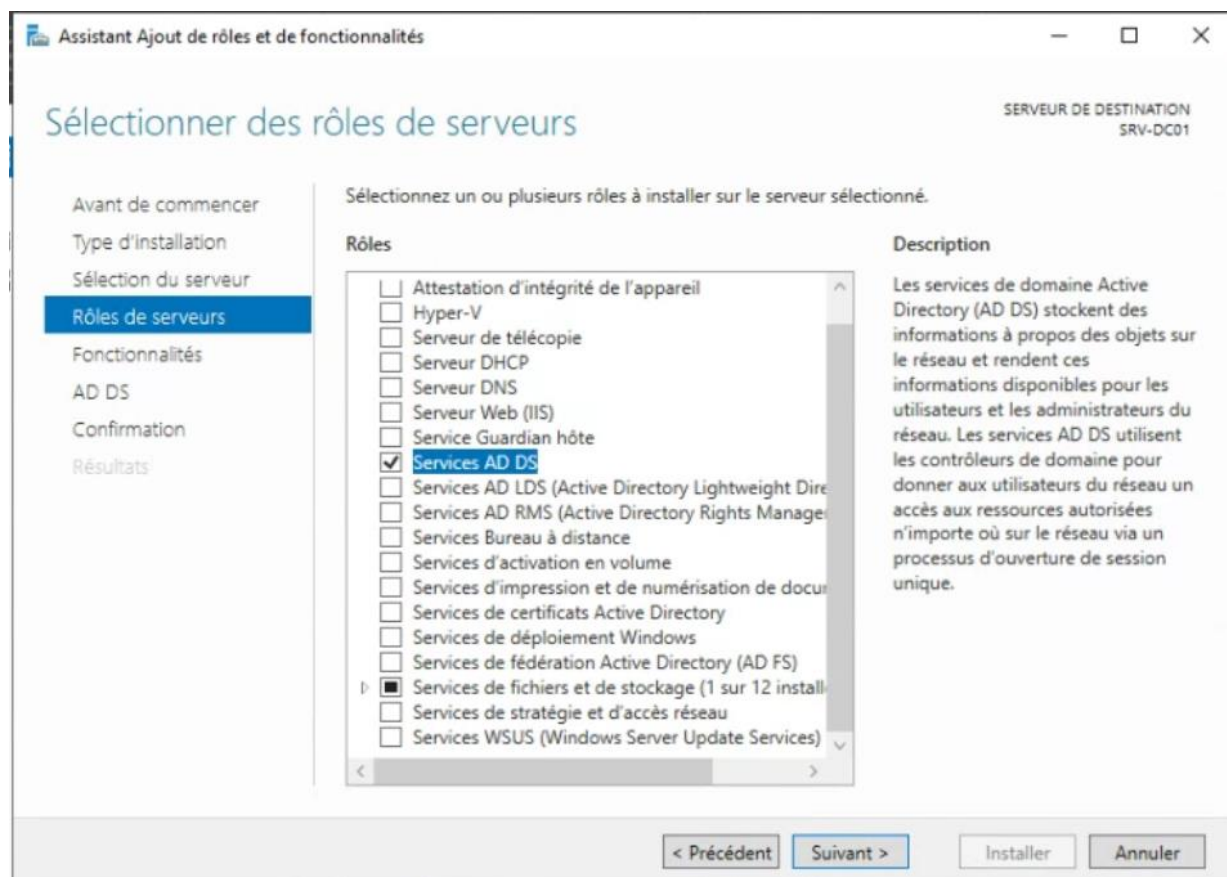 Assistant Ajout de rôles et de fonctionnalités
Sélectionner des rôles de serveurs
SERVEUR DE DESTINATION
SRV-DC01
Avant de commencer
Type d'installation
Sélection du serveur
Rôles de serveurs
Fonctionnalités
AD DS
Confirmation
Résultats
Sélectionnez un ou plusieurs rôles à installer sur le serveur sélectionné.
Rôles
Attestation d'intégrité de l'appareil
Hyper-V
Serveur de télécopie
Serveur DHCP
Serveur DNS
Serveur Web (IIS)
Service Guardian hôte
Services AD DS
Services AD LDS (Active Directory Lightweight Dire
Services AD RMS (Active Directory Rights Manage
Services Bureau à distance
Services d'activation en volume
Services d'impression et de numérisation de docu
Services de certificats Active Directory
Services de déploiement Windows
Services de fédération Active Directory (AD FS)
Services de fichiers et de stockage (1 sur 12 install
Services de stratégie et d'accès réseau
Services WSUS (Windows Server Update Services)
Description
Les services de domaine Active
Directory (AD DS) stockent des
informations à propos des objets sur
le réseau et rendent ces
informations disponibles pour les
utilisateurs et les administrateurs du
réseau. Les services AD DS utilisent
les contrôleurs de domaine pour
donner aux utilisateurs du réseau un
accès aux ressources autorisées
n'importe où sur le réseau via un
processus d'ouverture de session
unique.
< Précédent
Suivant >
Installer
Annuler